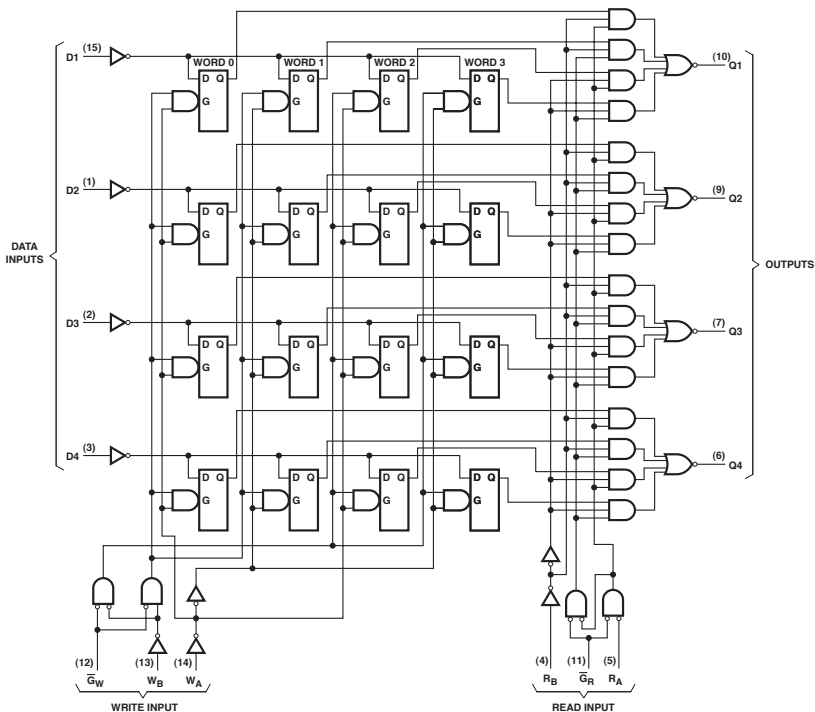 D1 (15) WORD 0 WORD 1 WORD 2 WORD 3 (10) Q1
D Q D Q D Q D Q
G G G G
D2 (1) (9) Q2
D Q D Q D Q D Q
G G G G
DATA INPUTS
OUTPUTS
D3 (2) (7) Q3
D Q D Q D Q D Q
G G G G
D4 (3) (6) Q4
D Q D Q D Q D Q
G G G G
(12) (13) (14) (4) (11) (5)
G̅W WB WA RB G̅R RA
WRITE INPUT READ INPUT